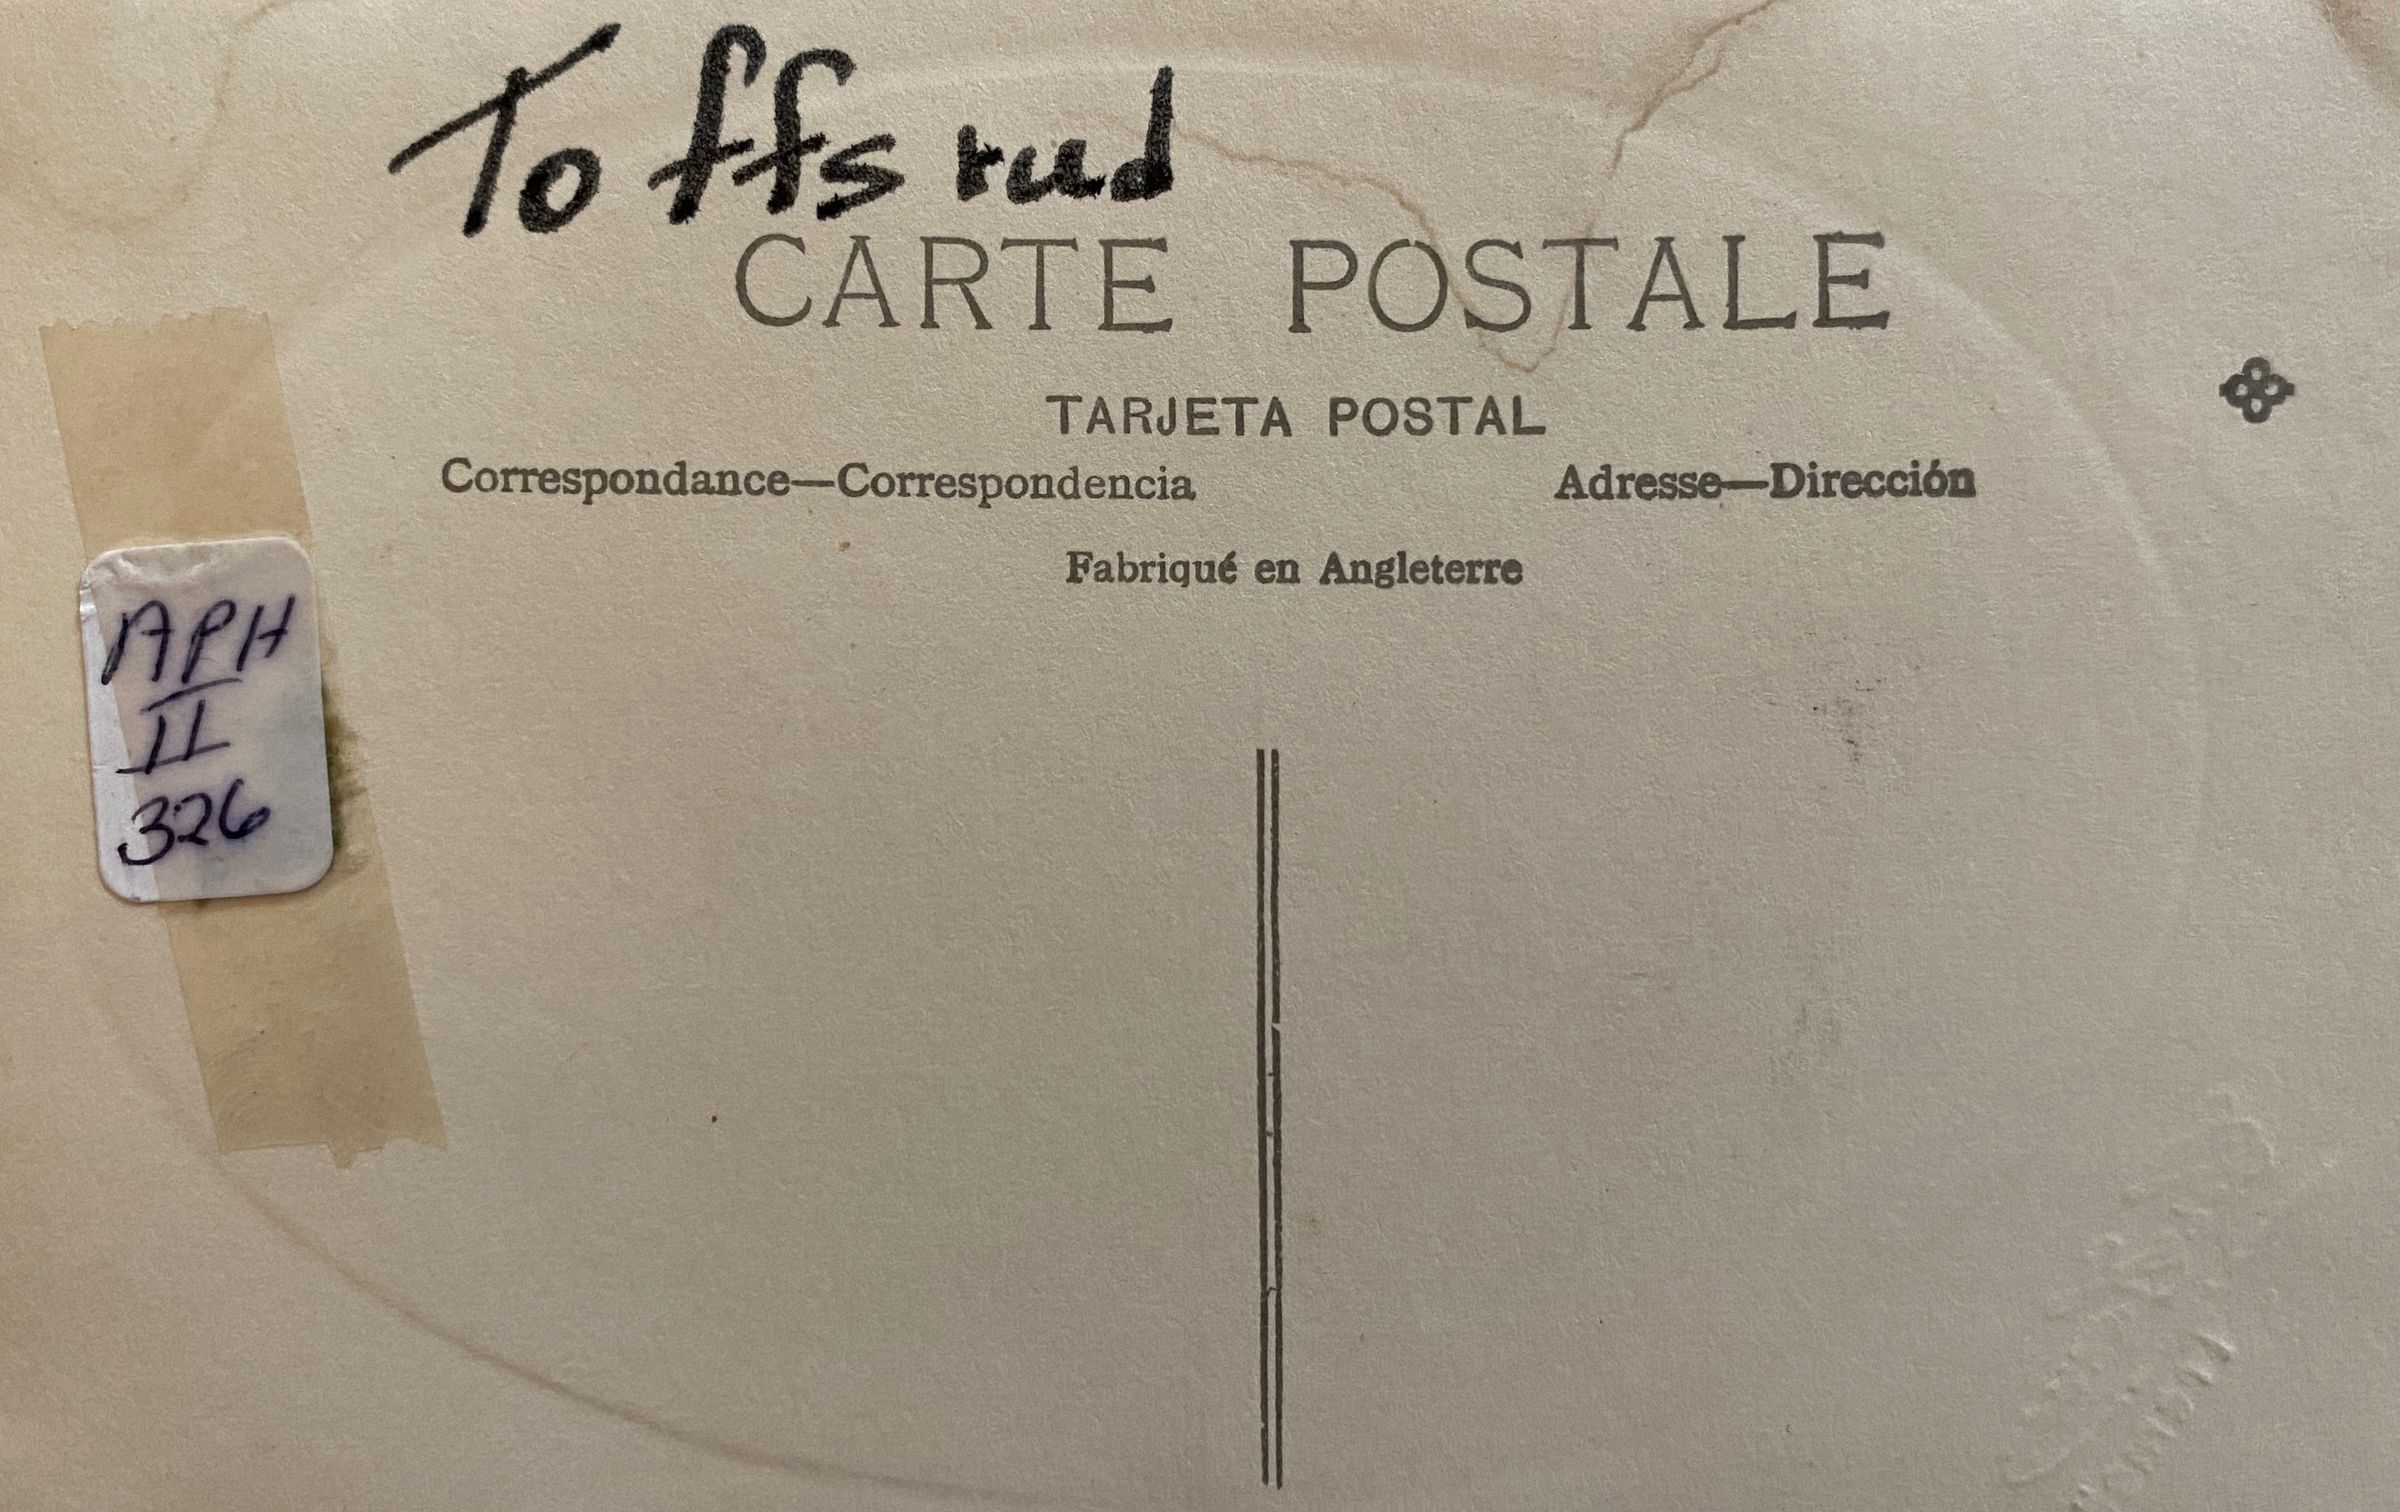 Toffsrud
CARTE POSTALE
TARJETA POSTAL
Correspondance—Correspondencia
Adresse—Dirección
Fabriqué en Angleterre
APH
II
326